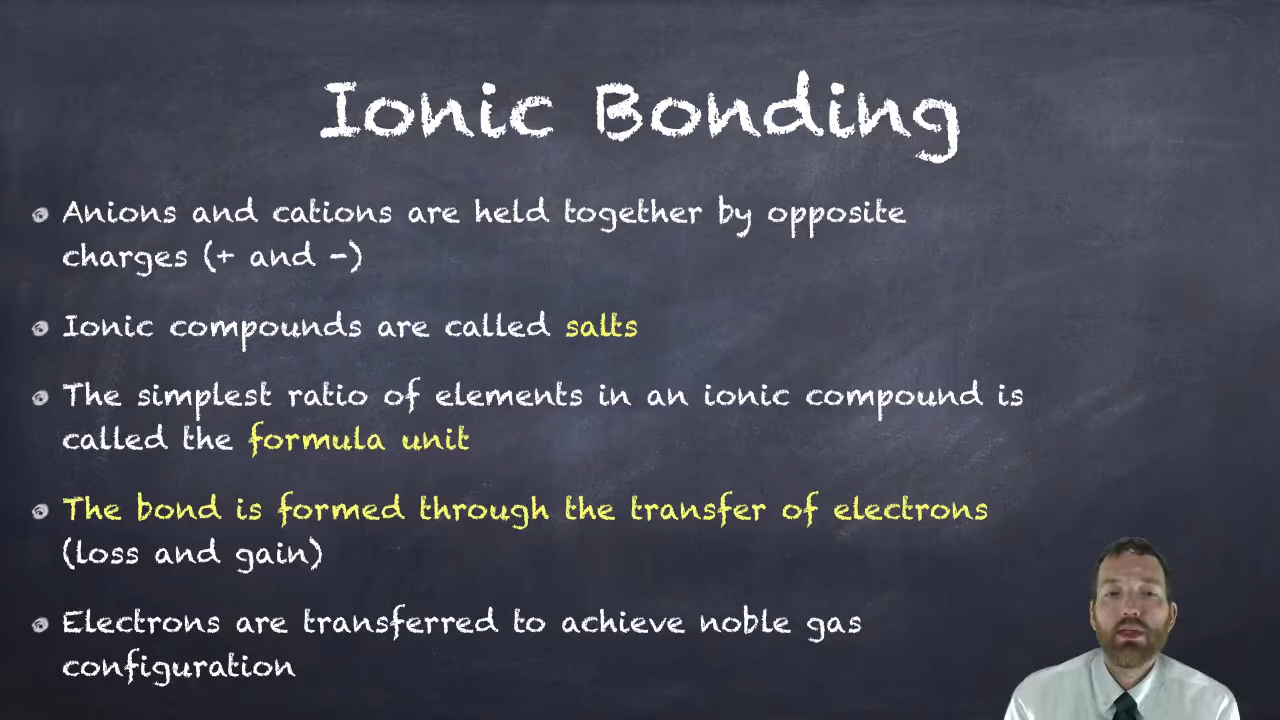 Ionic Bonding
Anions and cations are held together by opposite
charges (+ and -)
Ionic compounds are called salts
The simplest ratio of elements in an ionic compound is
called the formula unit
The bond is formed through the transfer of electrons
(loss and gain)
Electrons are transferred to achieve noble gas
configuration